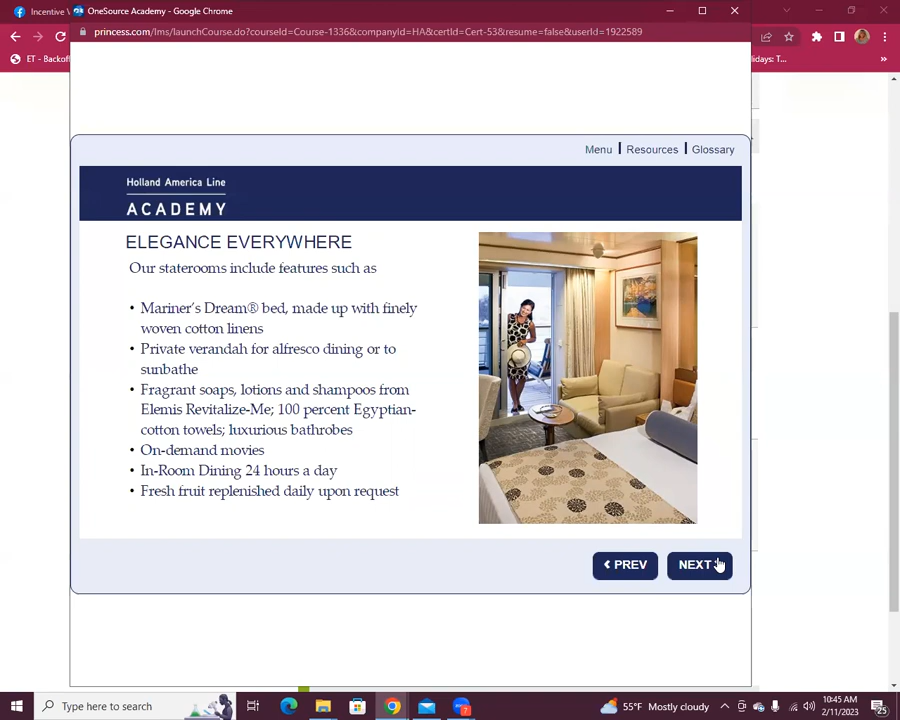 Incentive V
OneSource Academy - Google Chrome
princess.com/lms/launchCourse.do?courseId=Course-1336&companyId=HA&certId=Cert-53&resume=false&userId=1922589
ET - Backoff
lidays: T...
Menu | Resources | Glossary
Holland America Line
ACADEMY
ELEGANCE EVERYWHERE
Our staterooms include features such as
• Mariner's Dream® bed, made up with finely
woven cotton linens
• Private verandah for alfresco dining or to
sunbathe
• Fragrant soaps, lotions and shampoos from
Elemis Revitalize-Me; 100 percent Egyptian-
cotton towels; luxurious bathrobes
• On-demand movies
• In-Room Dining 24 hours a day
• Fresh fruit replenished daily upon request
PREV
NEXT
Type here to search
55°F Mostly cloudy
10:45 AM
2/11/2023
25